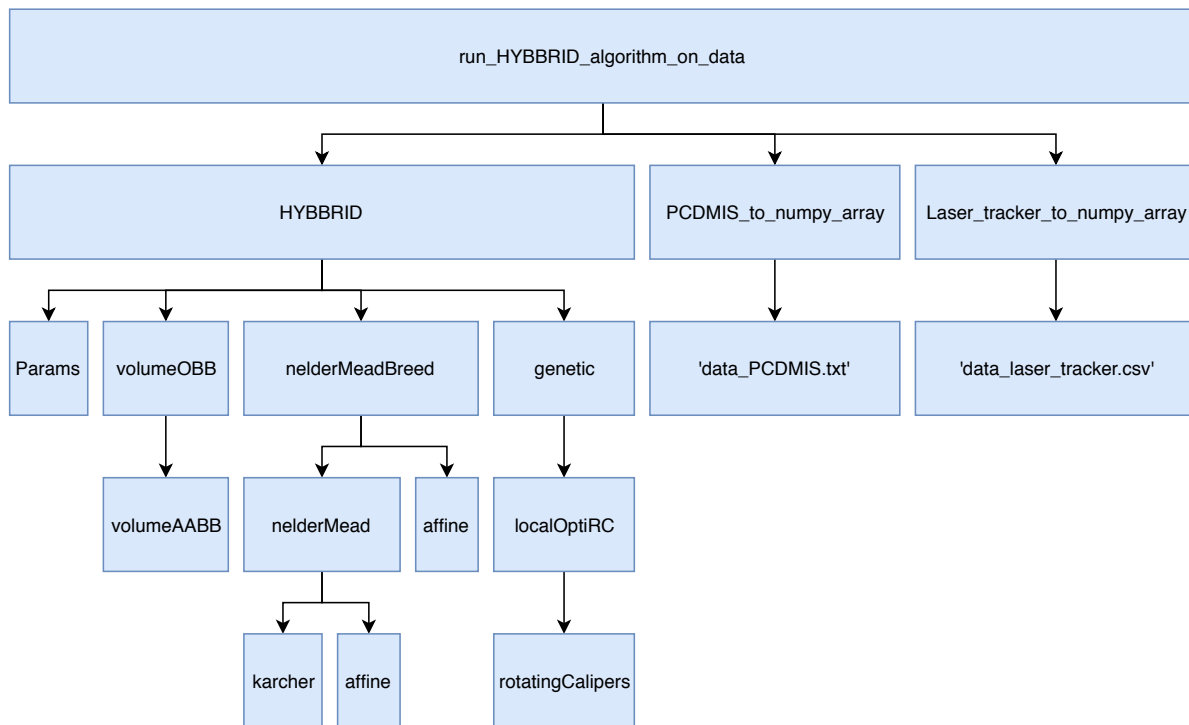 run_HYBBRID_algorithm_on_data
HYBBRID
PCDMIS_to_numpy_array
Laser_tracker_to_numpy_array
Params
volumeOBB
nelderMeadBreed
genetic
'data_PCDMIS.txt'
'data_laser_tracker.csv'
volumeAABB
nelderMead
affine
localOptiRC
karcher
affine
rotatingCalipers